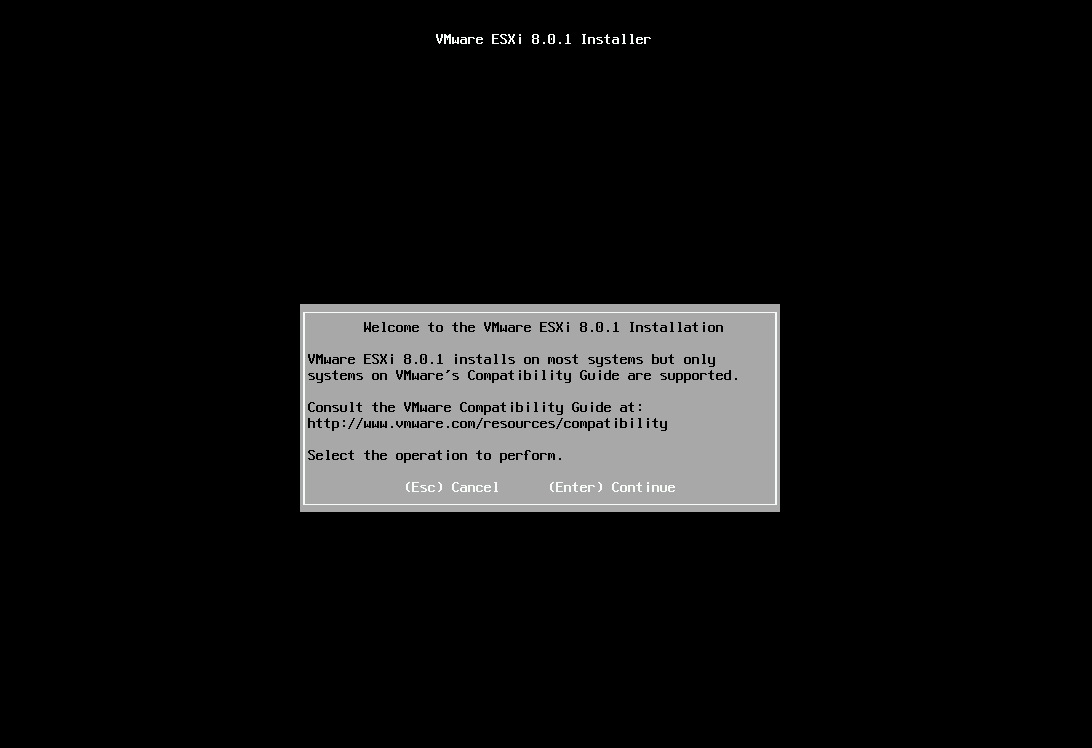 VMware ESXi 8.0.1 Installer
Welcome to the VMware ESXi 8.0.1 Installation
VMware ESXi 8.0.1 installs on most systems but only
systems on VMware's Compatibility Guide are supported.
Consult the VMware Compatibility Guide at:
http://www.vmware.com/resources/compatibility
Select the operation to perform.
(Esc) Cancel (Enter) Continue